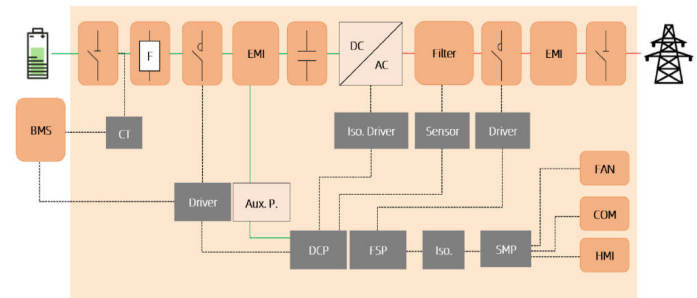 F
EMI
DC
AC
Filter
EMI
BMS
CT
Iso. Driver
Sensor
Driver
FAN
Driver
Aux. P.
COM
DCP
FSP
Iso.
SMP
HMI